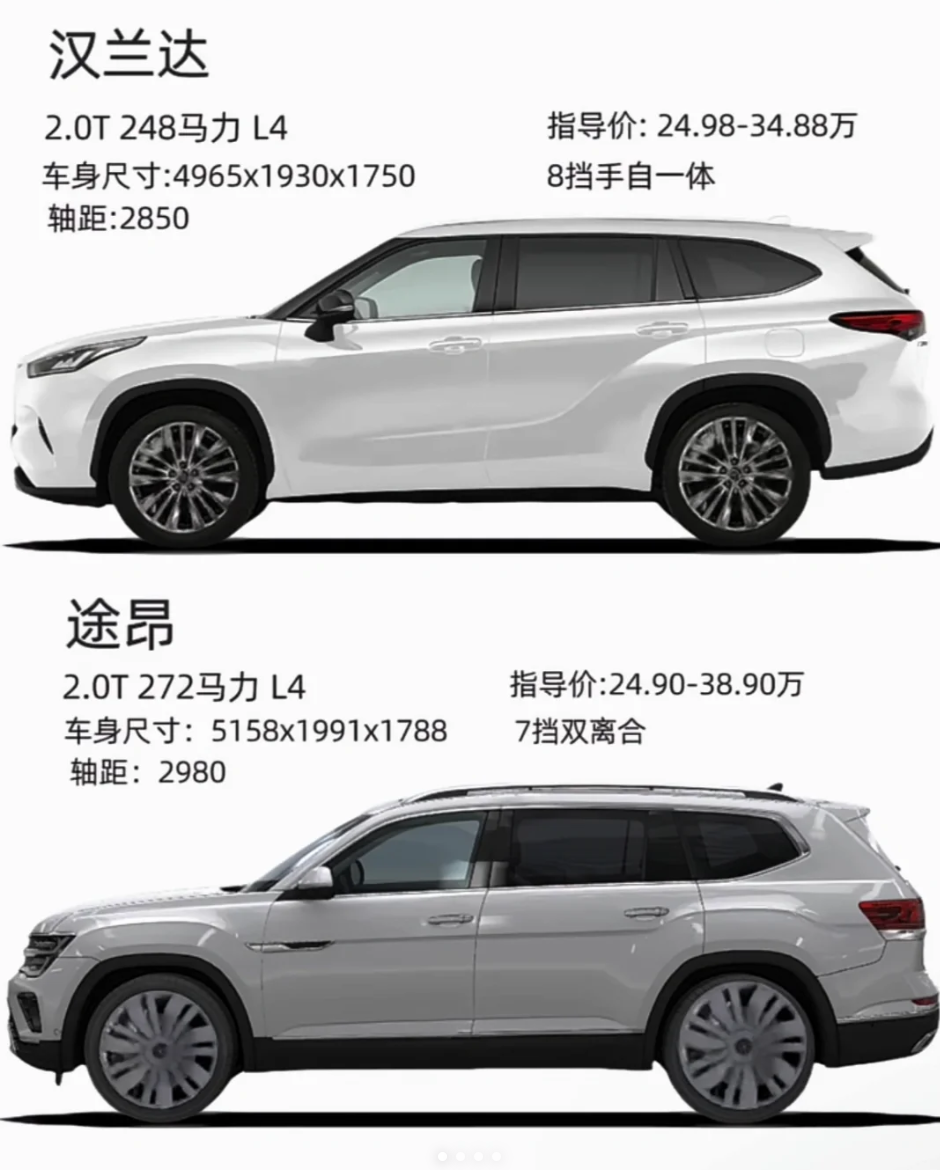 汉兰达
2.0T 248马力 L4
指导价: 24.98-34.88万
车身尺寸:4965x1930x1750
8挡手自一体
轴距:2850
途昂
2.0T 272马力 L4
指导价:24.90-38.90万
车身尺寸：5158x1991x1788
7挡双离合
轴距：2980